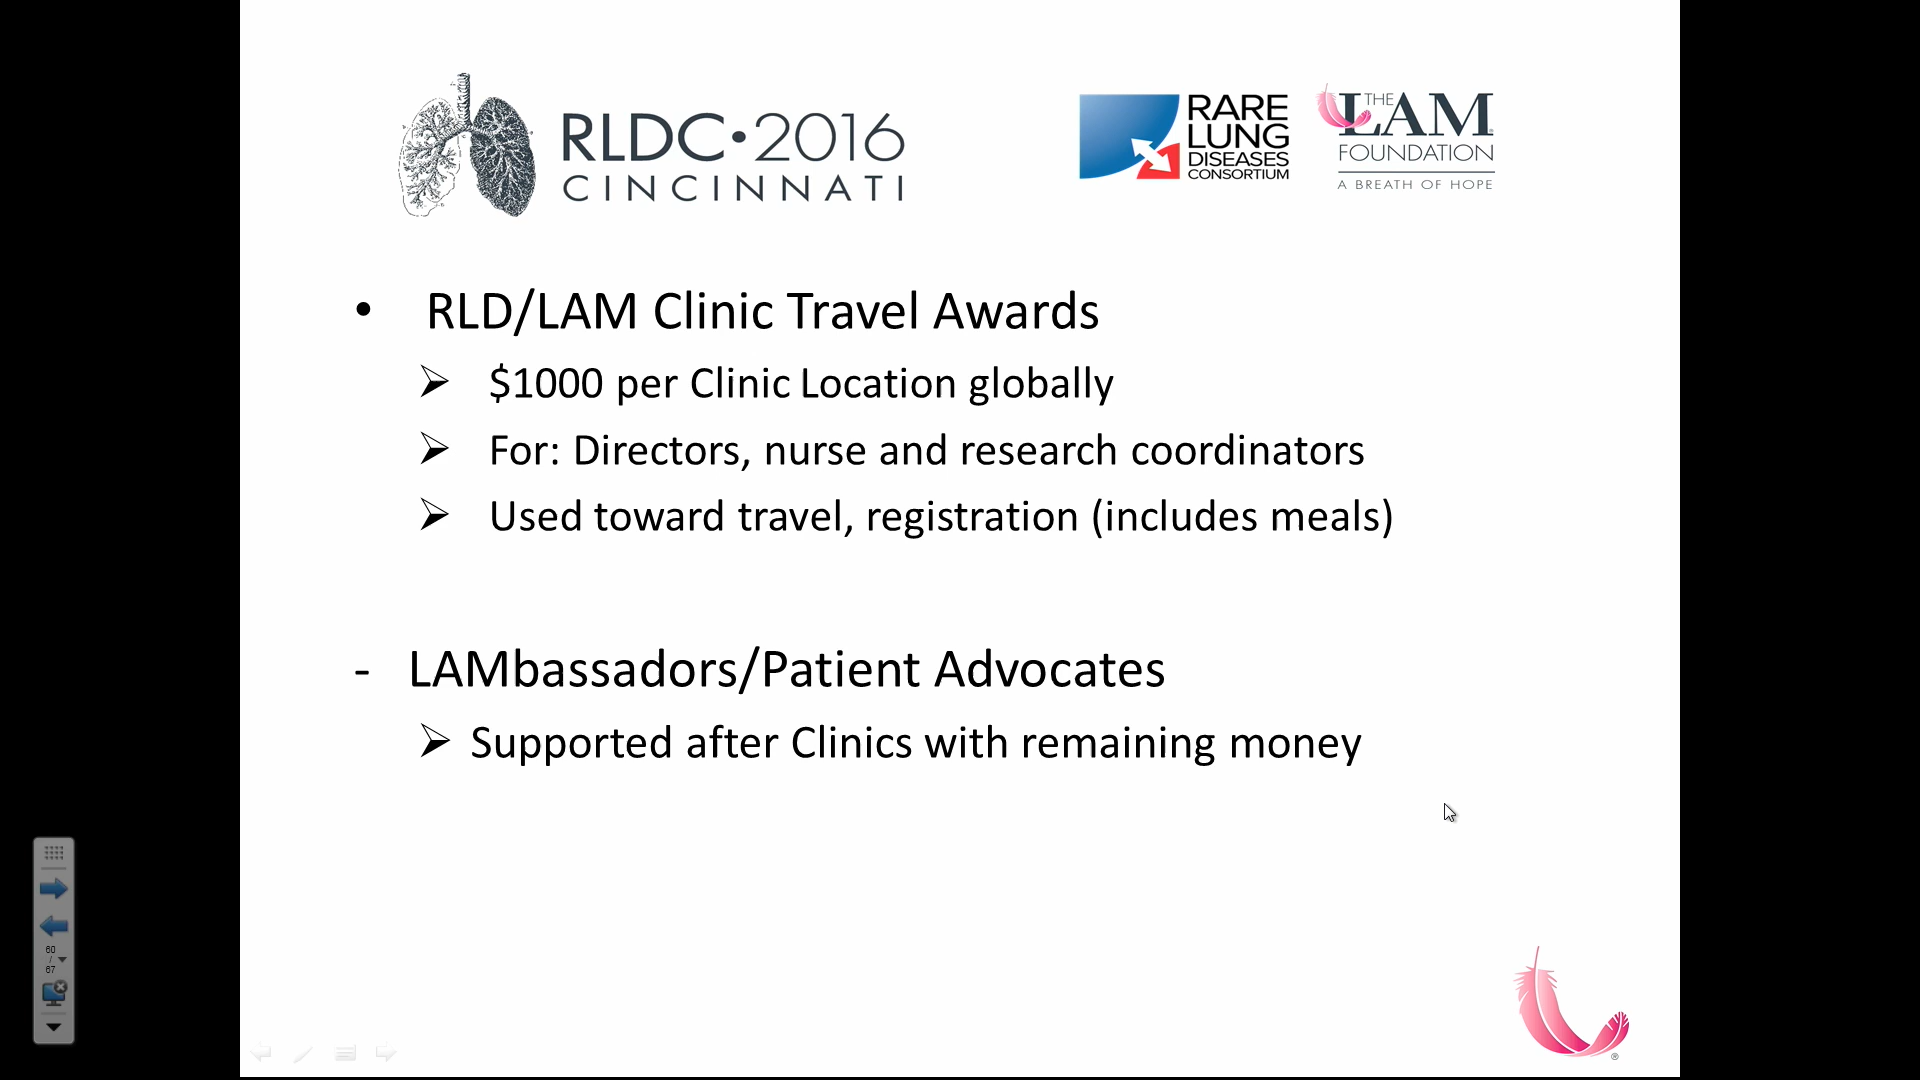 RLDC•2016
CINCINNATI
RARE
LUNG
DISEASES
CONSORTIUM
THE
LAM
FOUNDATION
A BREATH OF HOPE
• RLD/LAM Clinic Travel Awards
➢ $1000 per Clinic Location globally
➢ For: Directors, nurse and research coordinators
➢ Used toward travel, registration (includes meals)
- LAMbassadors/Patient Advocates
➢ Supported after Clinics with remaining money
60
/
67
®